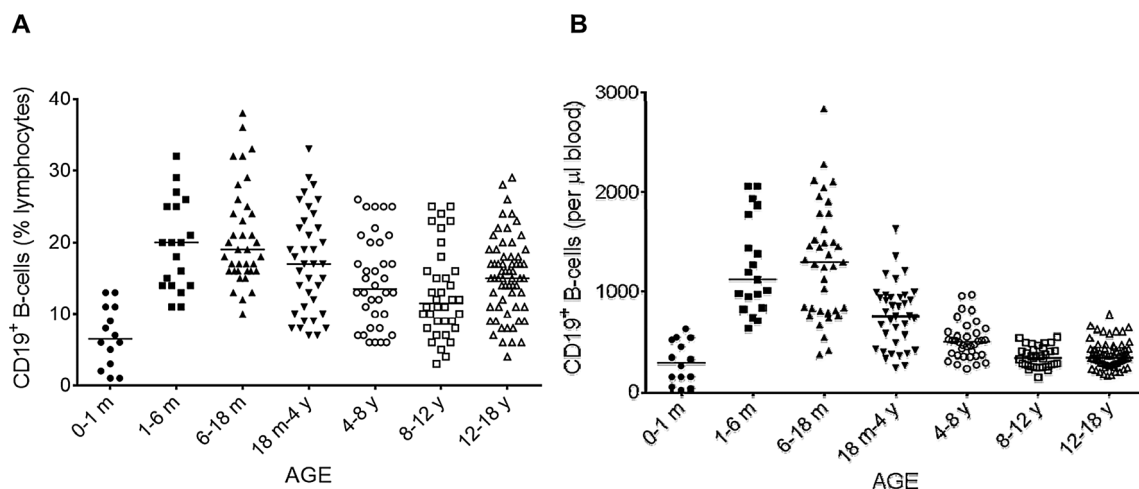 A
CD19+ B-cells (% lymphocytes)
40
30
20
10
0
0-1 m
1-6 m
6-18 m
18 m-4 y
4-8 y
8-12 y
12-18 y
AGE
B
CD19+ B-cells (per µl blood)
3000
2000
1000
0
0-1 m
1-6 m
6-18 m
18 m-4 y
4-8 y
8-12 y
12-18 y
AGE